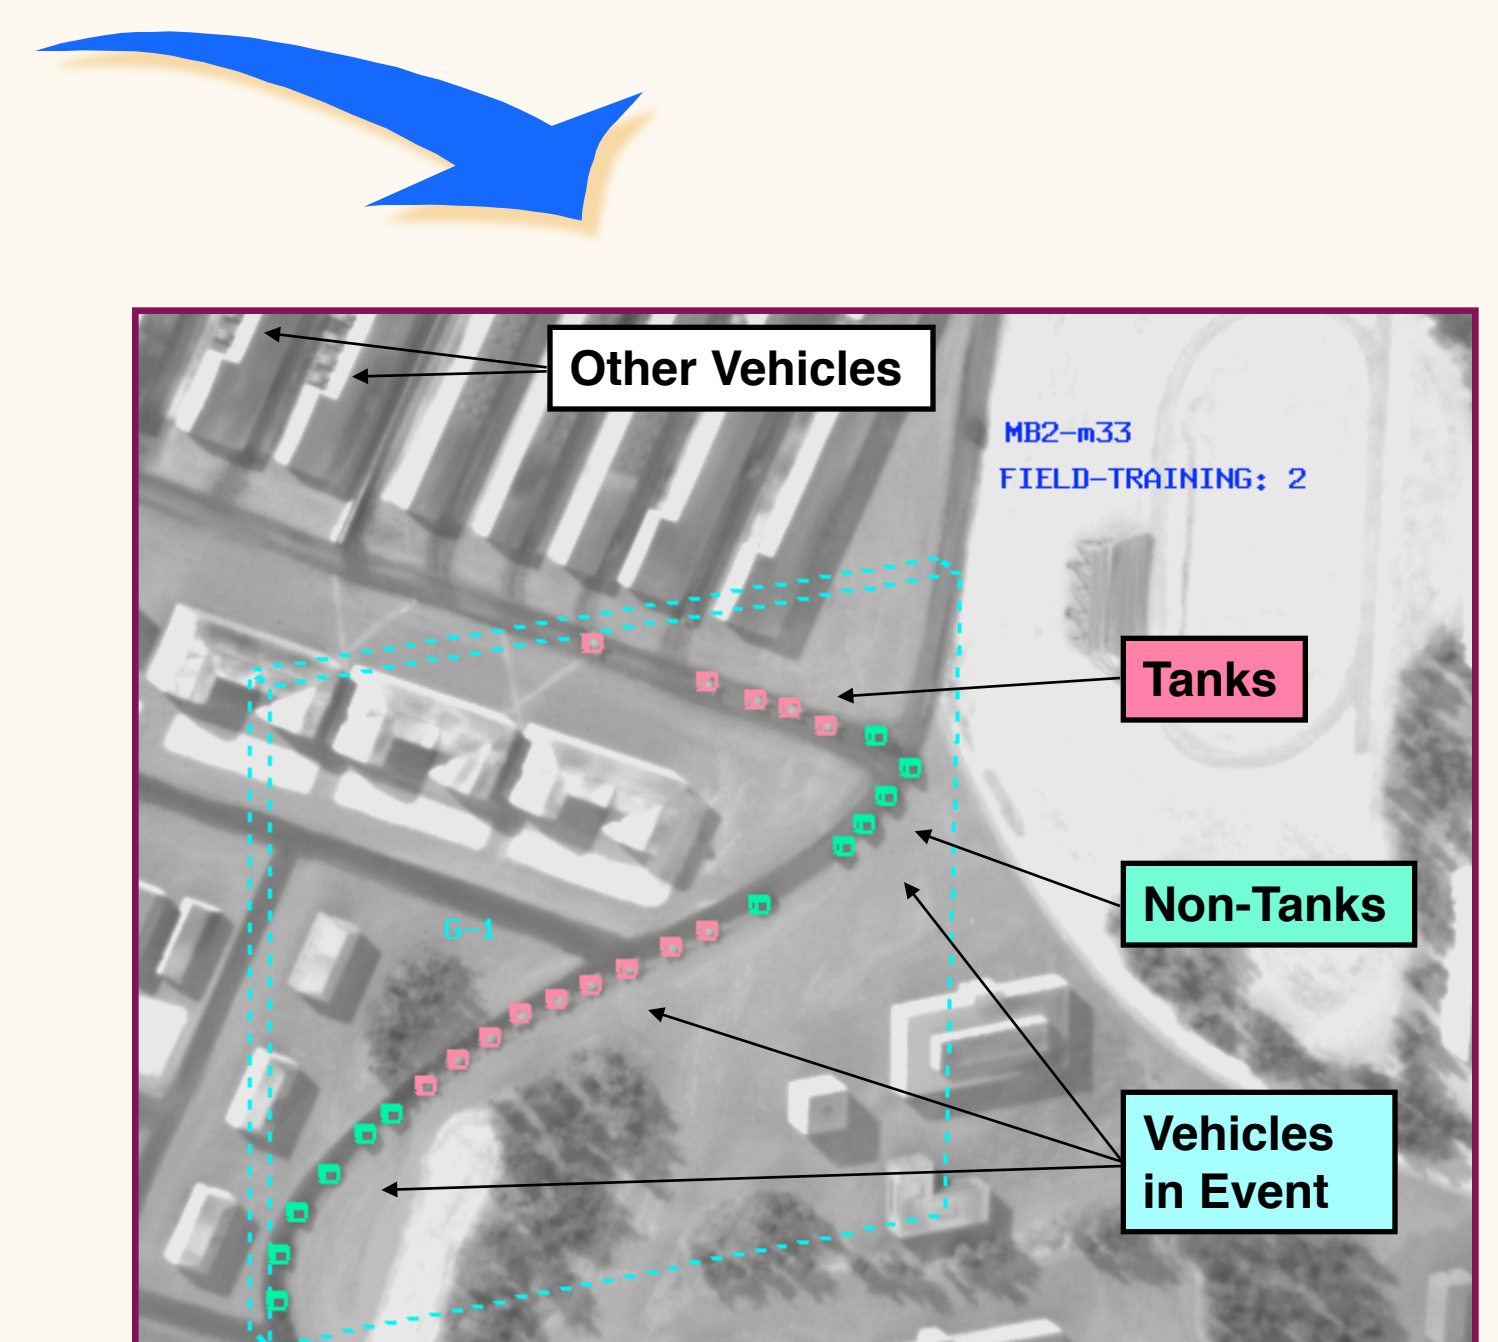 Other Vehicles
MB2-m33
FIELD-TRAINING: 2
Tanks
Non-Tanks
G-1
Vehicles
in Event